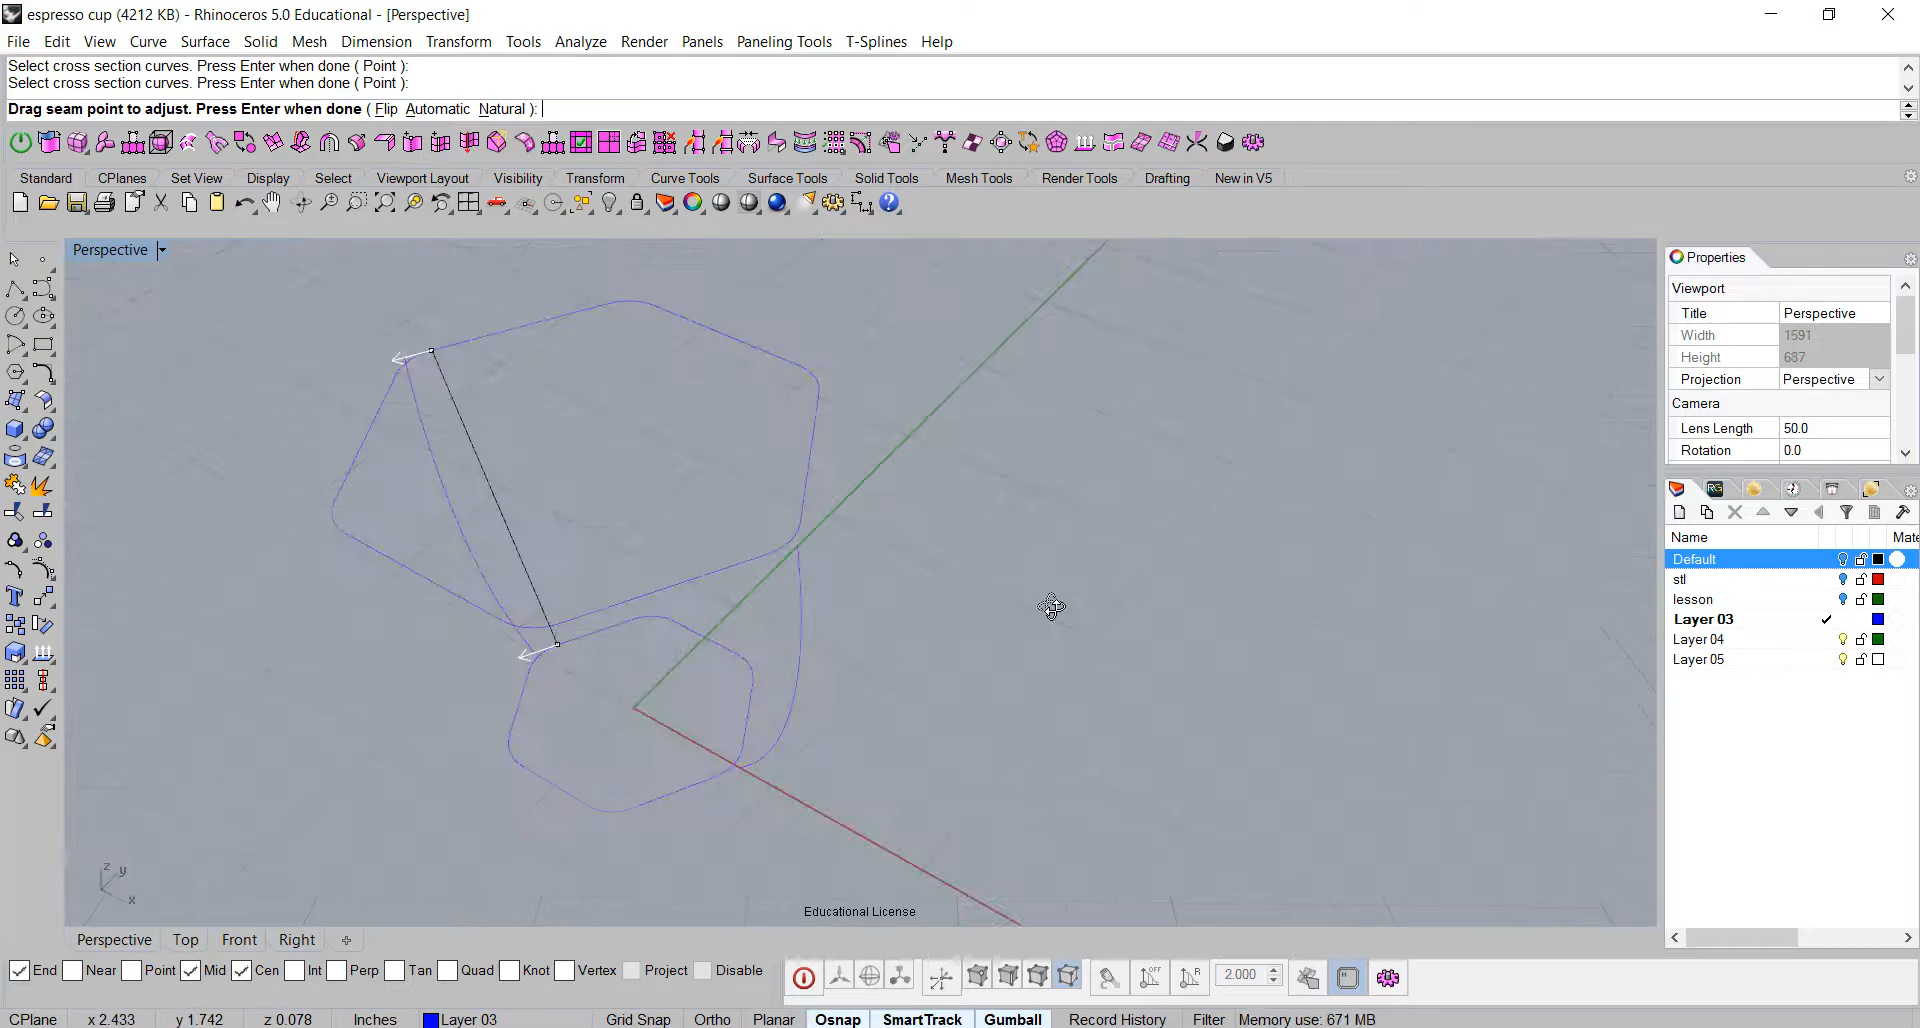 espresso cup (4212 KB) - Rhinoceros 5.0 Educational - [Perspective]
File Edit View Curve Surface Solid Mesh Dimension Transform Tools Analyze Render Panels Paneling Tools T-Splines Help
Select cross section curves. Press Enter when done ( Point ):
Select cross section curves. Press Enter when done ( Point ):
Drag seam point to adjust. Press Enter when done ( Flip Automatic Natural ):
Standard CPlanes Set View Display Select Viewport Layout Visibility Transform Curve Tools Surface Tools Solid Tools Mesh Tools Render Tools Drafting New in V5
Perspective
Properties
Viewport
Title Perspective
Width 1591
Height 687
Projection Perspective
Camera
Lens Length 50.0
Rotation 0.0
RG
Name Mate
Default
stl
lesson
Layer 03
Layer 04
Layer 05
z y
x
Educational License
Perspective Top Front Right
End Near Point Mid Cen Int Perp Tan Quad Knot Vertex Project Disable
OFF R 2.000 H
CPlane x 2.433 y 1.742 z 0.078 Inches Layer 03 Grid Snap Ortho Planar Osnap SmartTrack Gumball Record History Filter Memory use: 671 MB